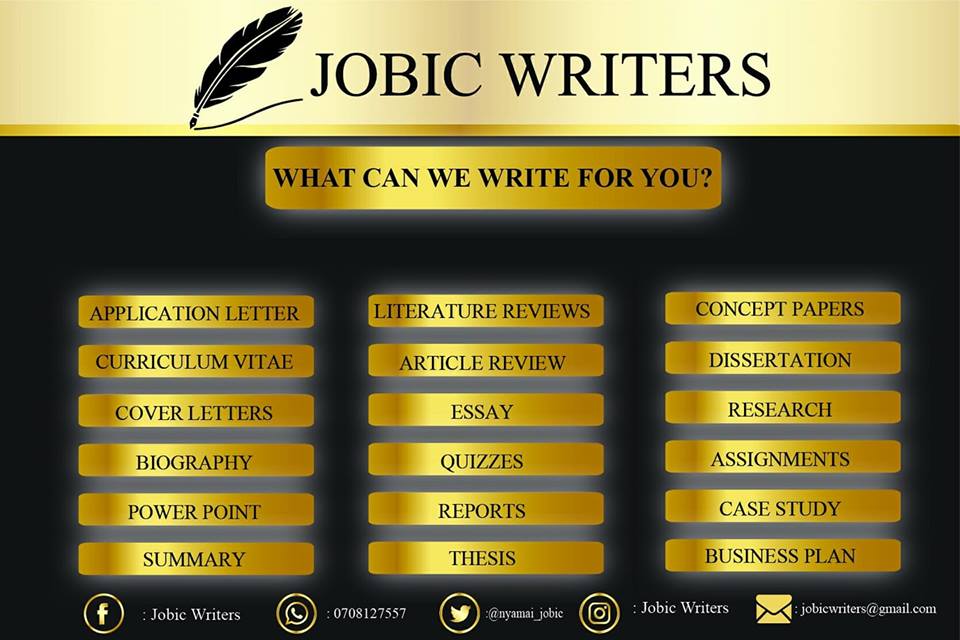 JOBIC WRITERS
WHAT CAN WE WRITE FOR YOU?
APPLICATION LETTER
CURRICULUM VITAE
COVER LETTERS
BIOGRAPHY
POWER POINT
SUMMARY
LITERATURE REVIEWS
ARTICLE REVIEW
ESSAY
QUIZZES
REPORTS
THESIS
CONCEPT PAPERS
DISSERTATION
RESEARCH
ASSIGNMENTS
CASE STUDY
BUSINESS PLAN
: Jobic Writers
: 0708127557
:@nyamai_jobic
: Jobic Writers
: jobicwriters@gmail.com